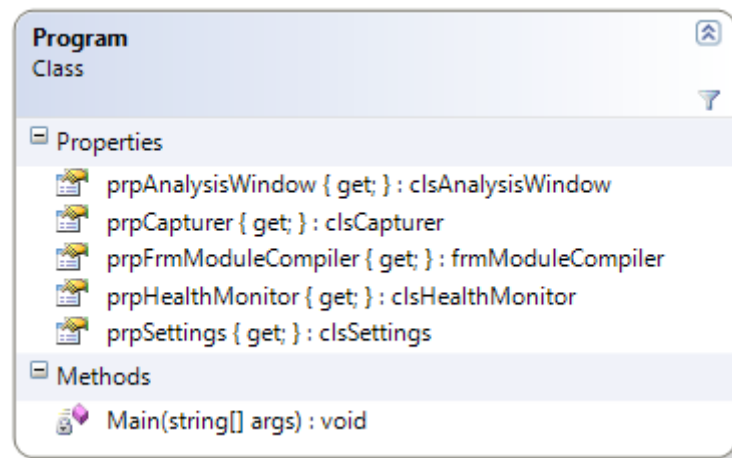 Program
Class
Properties
prpAnalysisWindow { get; } : clsAnalysisWindow
prpCapturer { get; } : clsCapturer
prpFrmModuleCompiler { get; } : frmModuleCompiler
prpHealthMonitor { get; } : clsHealthMonitor
prpSettings { get; } : clsSettings
Methods
Main(string[] args) : void